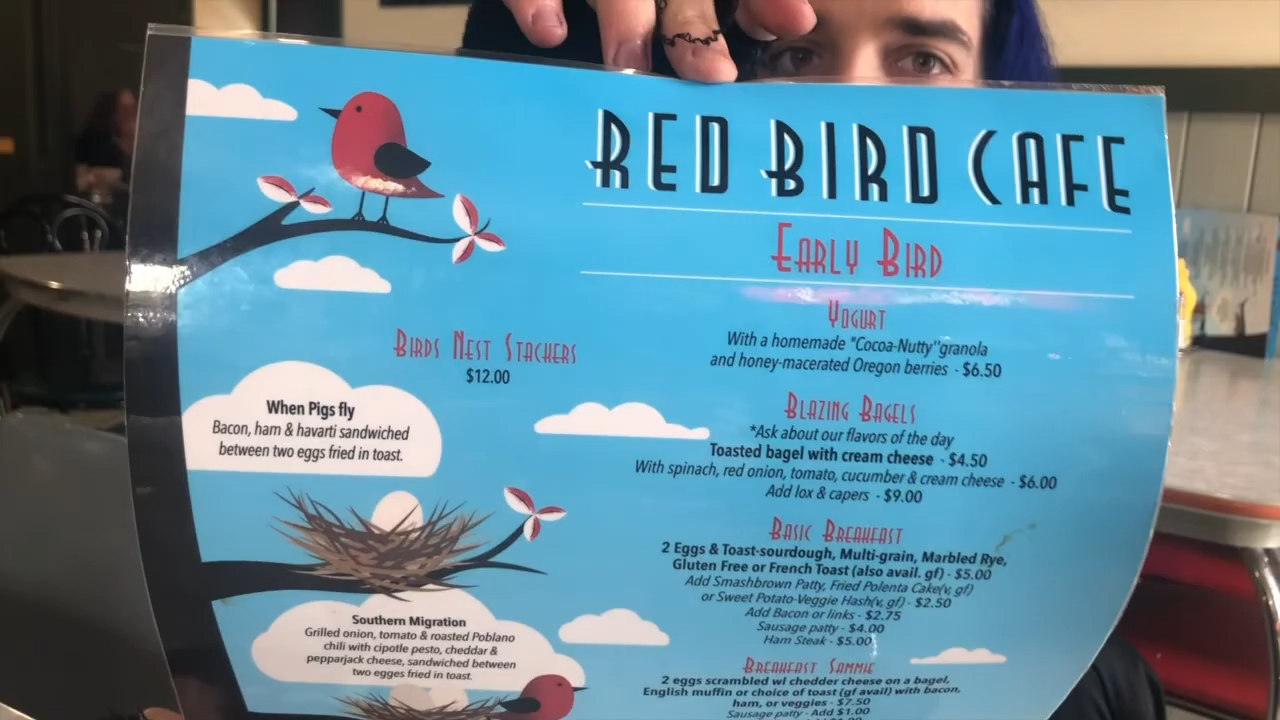 RED BIRD CAFE
EARLY BIRD
BIRDS NEST STACKERS
$12.00
When Pigs fly
Bacon, ham & havarti sandwiched
between two eggs fried in toast.
Southern Migration
Grilled onion, tomato & roasted Poblano
chili with cipotle pesto, cheddar &
pepparjack cheese, sandwiched between
two egges fried in toast.
YOGURT
With a homemade "Cocoa-Nutty"granola
and honey-macerated Oregon berries - $6.50
BLAZING BAGELS
*Ask about our flavors of the day
Toasted bagel with cream cheese - $4.50
With spinach, red onion, tomato, cucumber & cream cheese - $6.00
Add lox & capers - $9.00
BASIC BREAKFAST
2 Eggs & Toast-sourdough, Multi-grain, Marbled Rye,
Gluten Free or French Toast (also avail. gf) - $5.00
Add Smashbrown Patty, Fried Polenta Cake(v, gf)
or Sweet Potato-Veggie Hash(v, gf) - $2.50
Add Bacon or links - $2.75
Sausage patty - $4.00
Ham Steak - $5.00
BREAKFAST SAMMIE
2 eggs scrambled w/ chedder cheese on a bagel,
English muffin or choice of toast (gf avail) with bacon,
ham, or veggies - $7.50
Sausage patty - Add $1.00